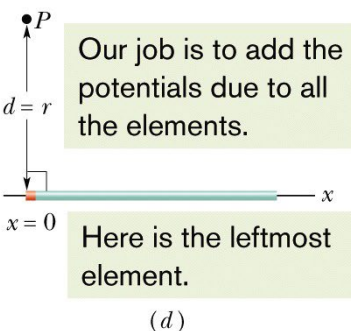 P
Our job is to add the
potentials due to all
the elements.
d = r
x
x = 0
Here is the leftmost
element.
(d)